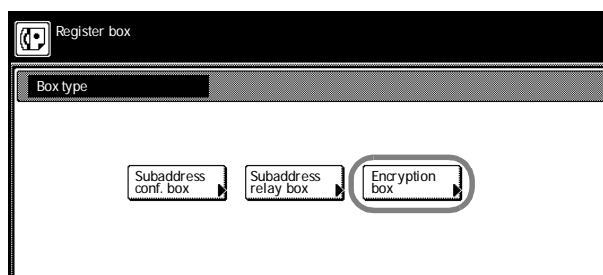 Register box
Box type
Subaddress
conf. box
Subaddress
relay box
Encryption
box